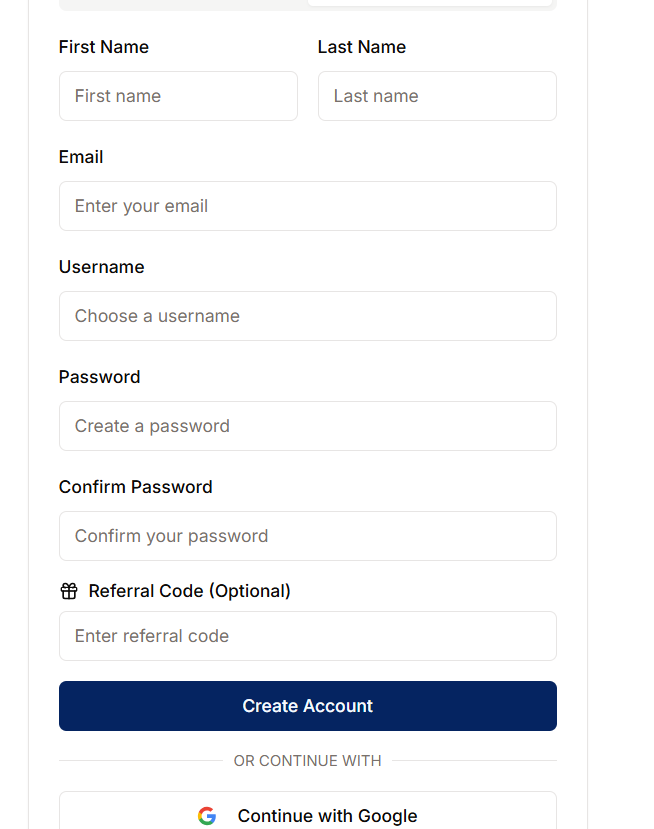 First Name Last Name
First name Last name
Email
Enter your email
Username
Choose a username
Password
Create a password
Confirm Password
Confirm your password
Referral Code (Optional)
Enter referral code
Create Account
OR CONTINUE WITH
Continue with Google